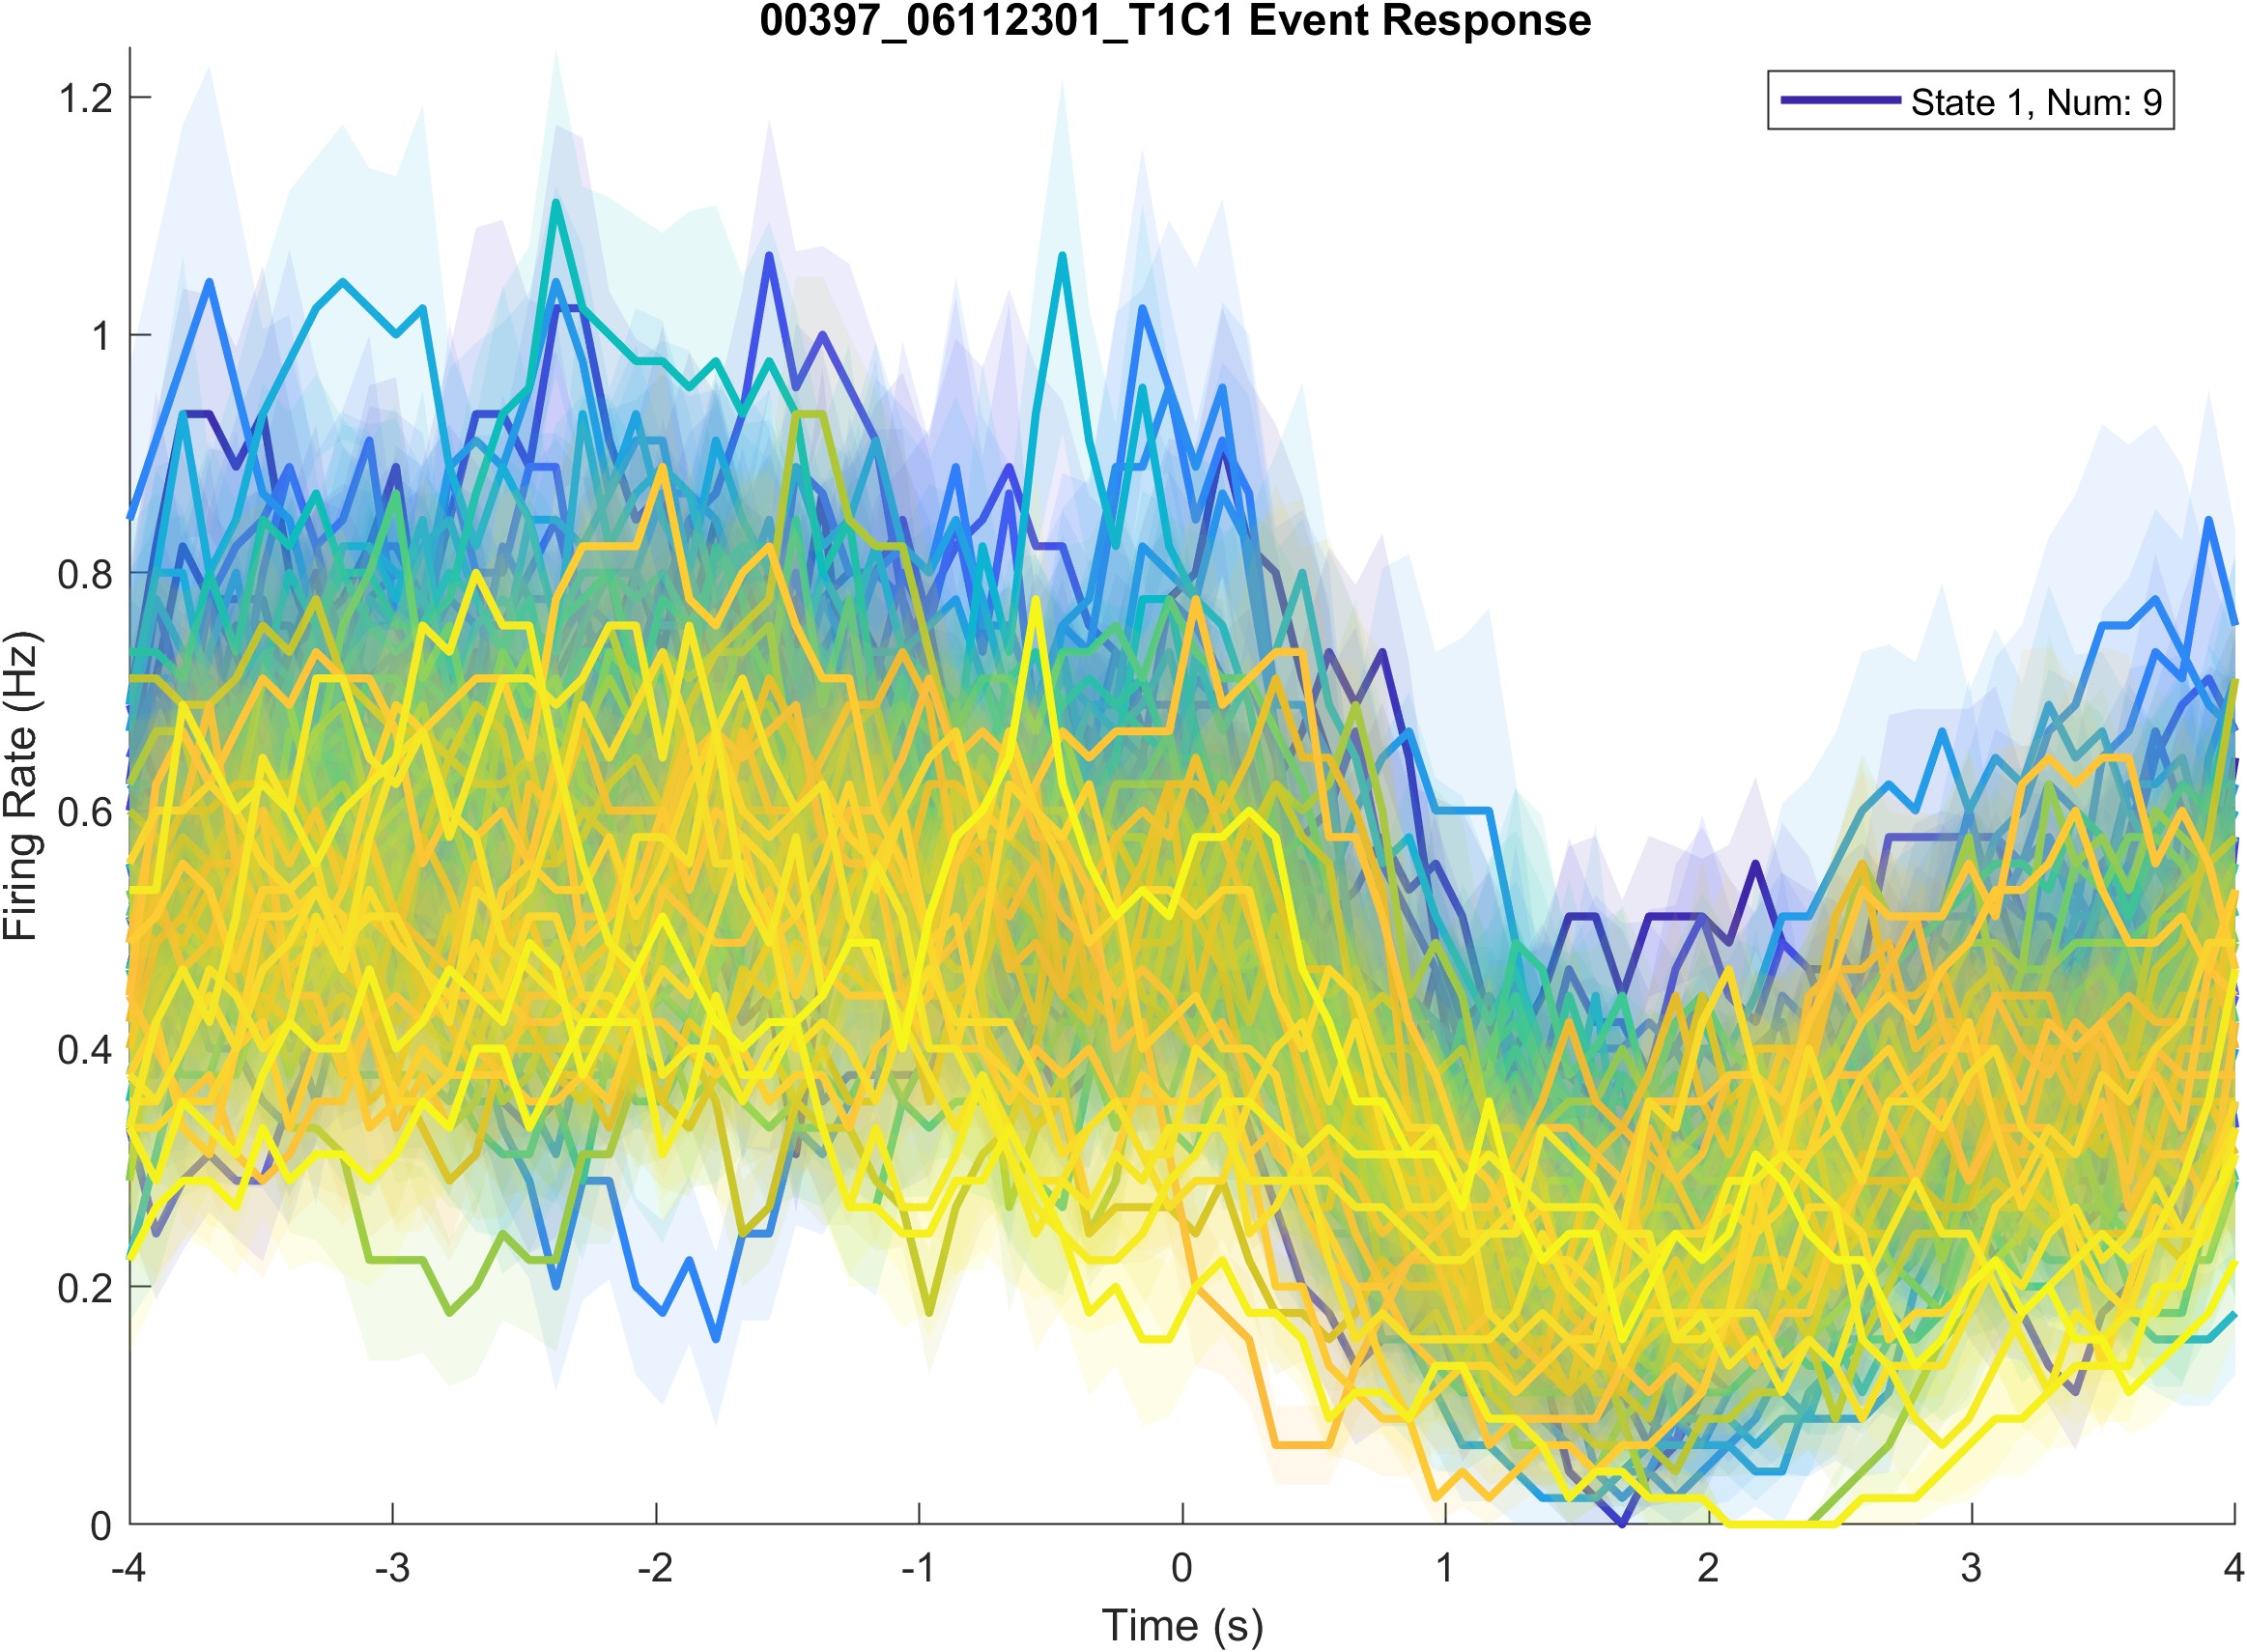 00397_06112301_T1C1 Event Response
State 1, Num: 9
1.2
1
0.8
0.6
0.4
0.2
0
Firing Rate (Hz)
-4 -3 -2 -1 0 1 2 3 4
Time (s)